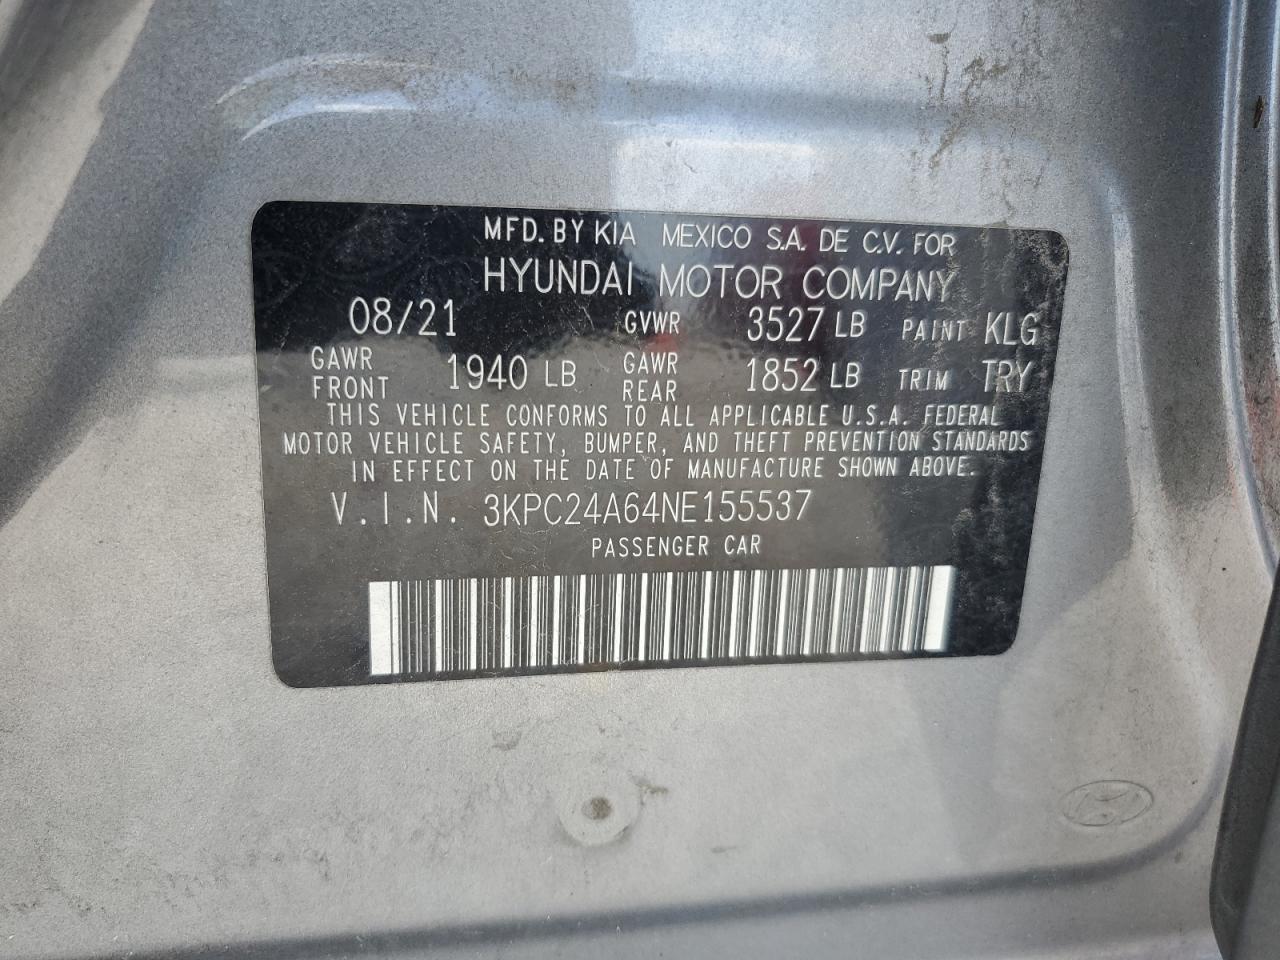 MFD. BY KIA MEXICO S.A. DE C.V. FOR
HYUNDAI MOTOR COMPANY
08/21 GVWR 3527 LB PAINT KLG
GAWR FRONT 1940 LB GAWR REAR 1852 LB TRIM TRY
THIS VEHICLE CONFORMS TO ALL APPLICABLE U.S.A. FEDERAL
MOTOR VEHICLE SAFETY, BUMPER, AND THEFT PREVENTION STANDARDS
IN EFFECT ON THE DATE OF MANUFACTURE SHOWN ABOVE.
V.I.N. 3KPC24A64NE155537
PASSENGER CAR